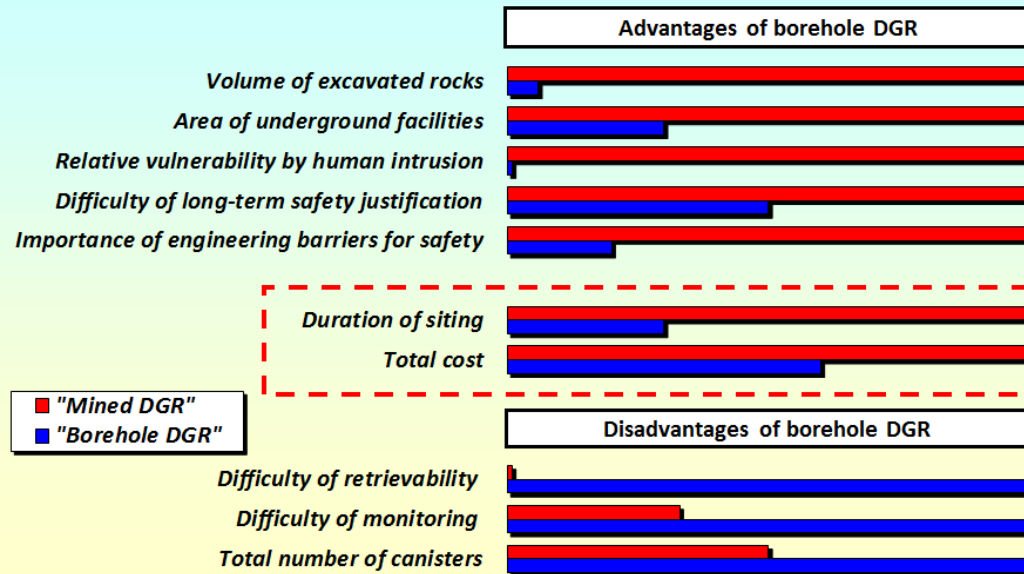 Advantages of borehole DGR
Volume of excavated rocks
Area of underground facilities
Relative vulnerability by human intrusion
Difficulty of long-term safety justification
Importance of engineering barriers for safety
Duration of siting
Total cost
"Mined DGR"
"Borehole DGR"
Disadvantages of borehole DGR
Difficulty of retrievability
Difficulty of monitoring
Total number of canisters